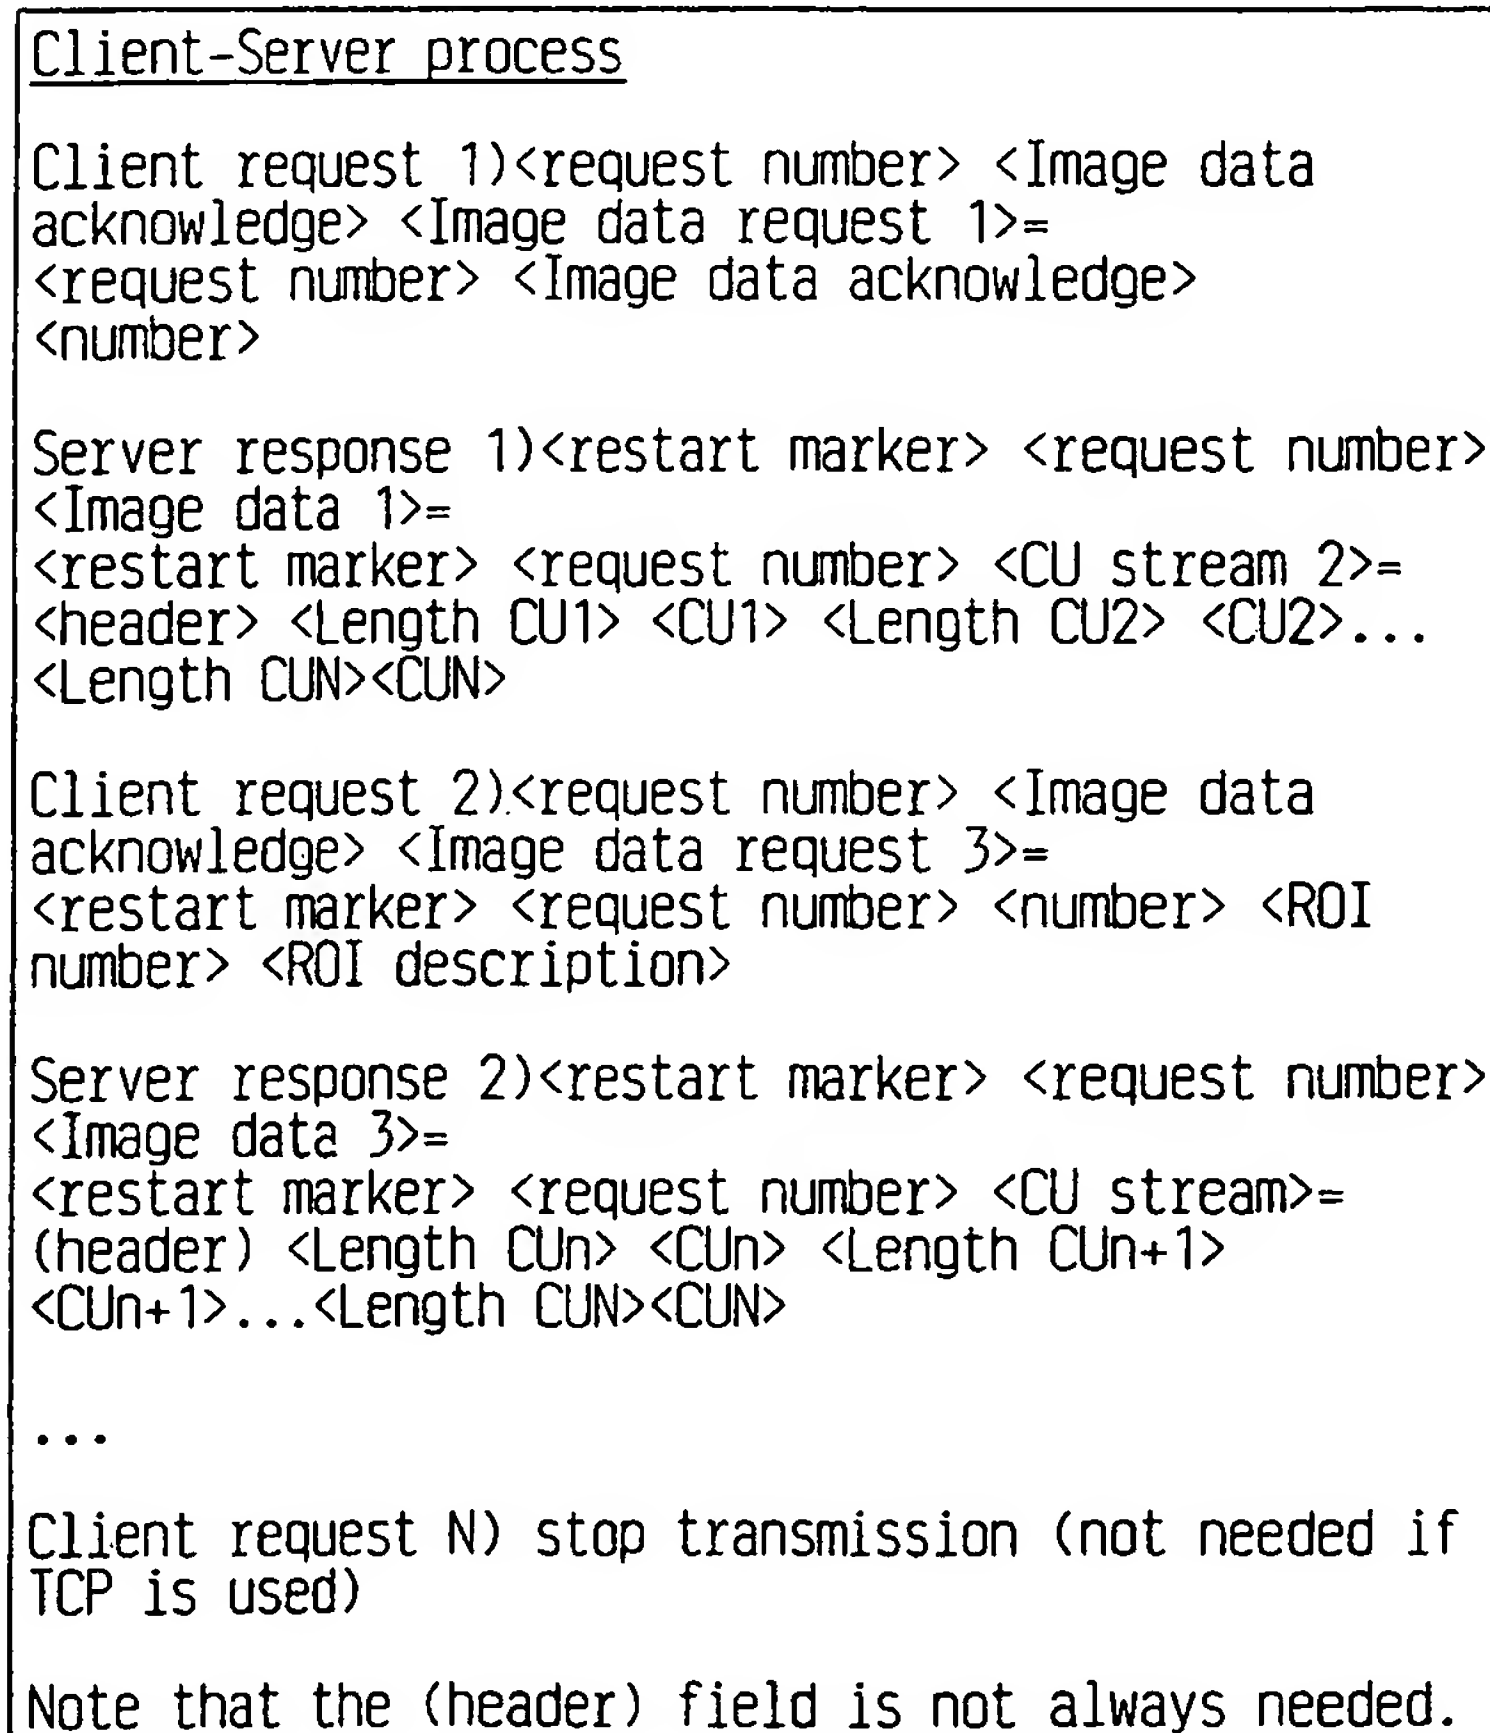 Client-Server process
Client request 1)<request number> <Image data
acknowledge> <Image data request 1>=
<request number> <Image data acknowledge>
<number>
Server response 1)<restart marker> <request number>
<Image data 1>=
<restart marker> <request number> <CU stream 2>=
<header> <Length CU1> <CU1> <Length CU2> <CU2>...
<Length CUN><CUN>
Client request 2)<request number> <Image data
acknowledge> <Image data request 3>=
<restart marker> <request number> <number> <ROI
number> <ROI description>
Server response 2)<restart marker> <request number>
<Image data 3>=
<restart marker> <request number> <CU stream>=
(header) <Length CUn> <CUn> <Length CUn+1>
<CUn+1>...<Length CUN><CUN>
...
Client request N) stop transmission (not needed if
TCP is used)
Note that the (header) field is not always needed.